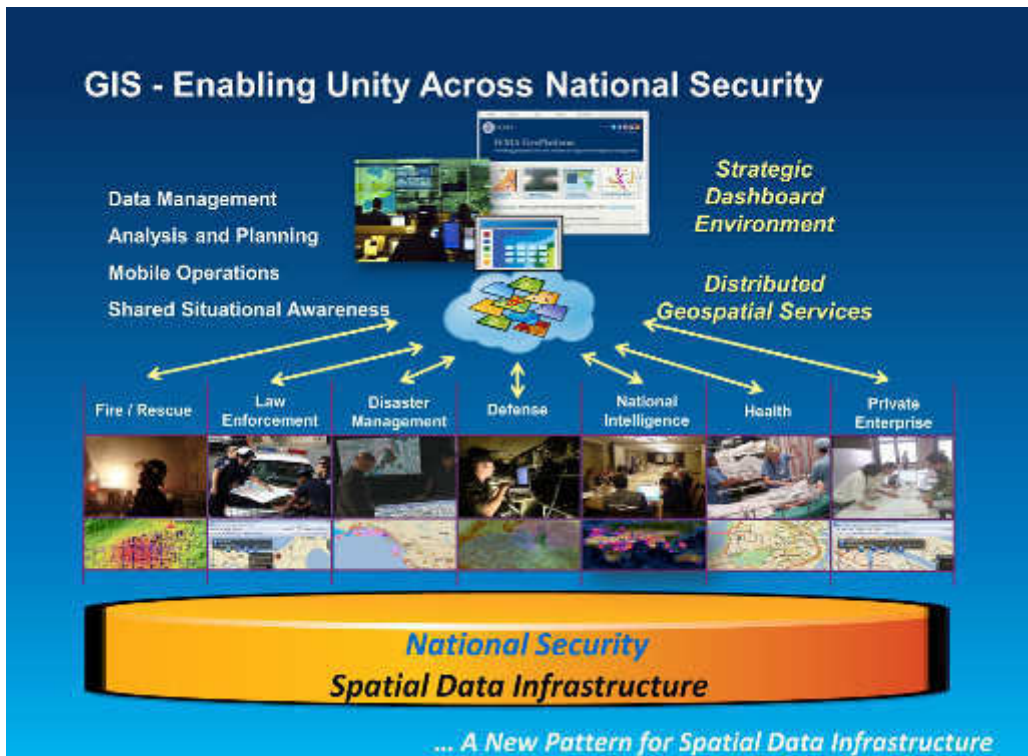 GIS - Enabling Unity Across National Security
FEMA GeoPlatform
Data Management
Analysis and Planning
Mobile Operations
Shared Situational Awareness
Strategic
Dashboard
Environment
Distributed
Geospatial Services
Fire / Rescue
Law
Enforcement
Disaster
Management
Defense
National
Intelligence
Health
Private
Enterprise
National Security
Spatial Data Infrastructure
... A New Pattern for Spatial Data Infrastructure